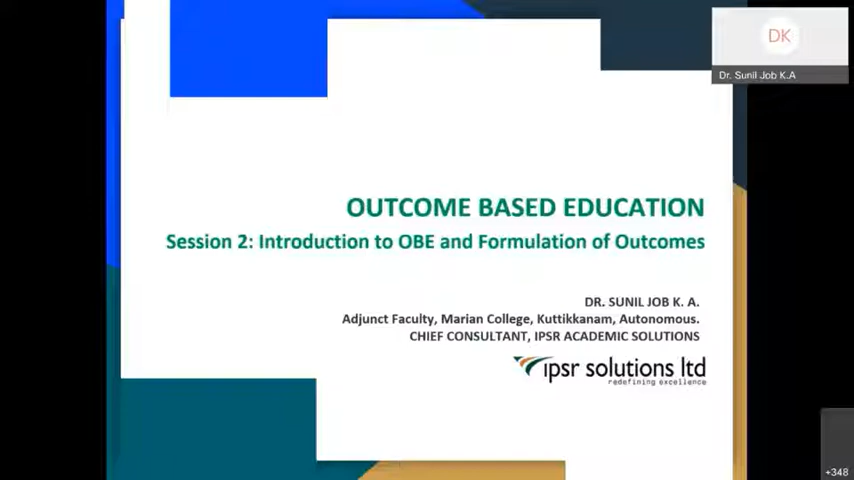 DK
Dr. Sunil Job K.A
OUTCOME BASED EDUCATION
Session 2: Introduction to OBE and Formulation of Outcomes
DR. SUNIL JOB K. A.
Adjunct Faculty, Marian College, Kuttikkanam, Autonomous.
CHIEF CONSULTANT, IPSR ACADEMIC SOLUTIONS
ipsr solutions ltd
redefining excellence
+348